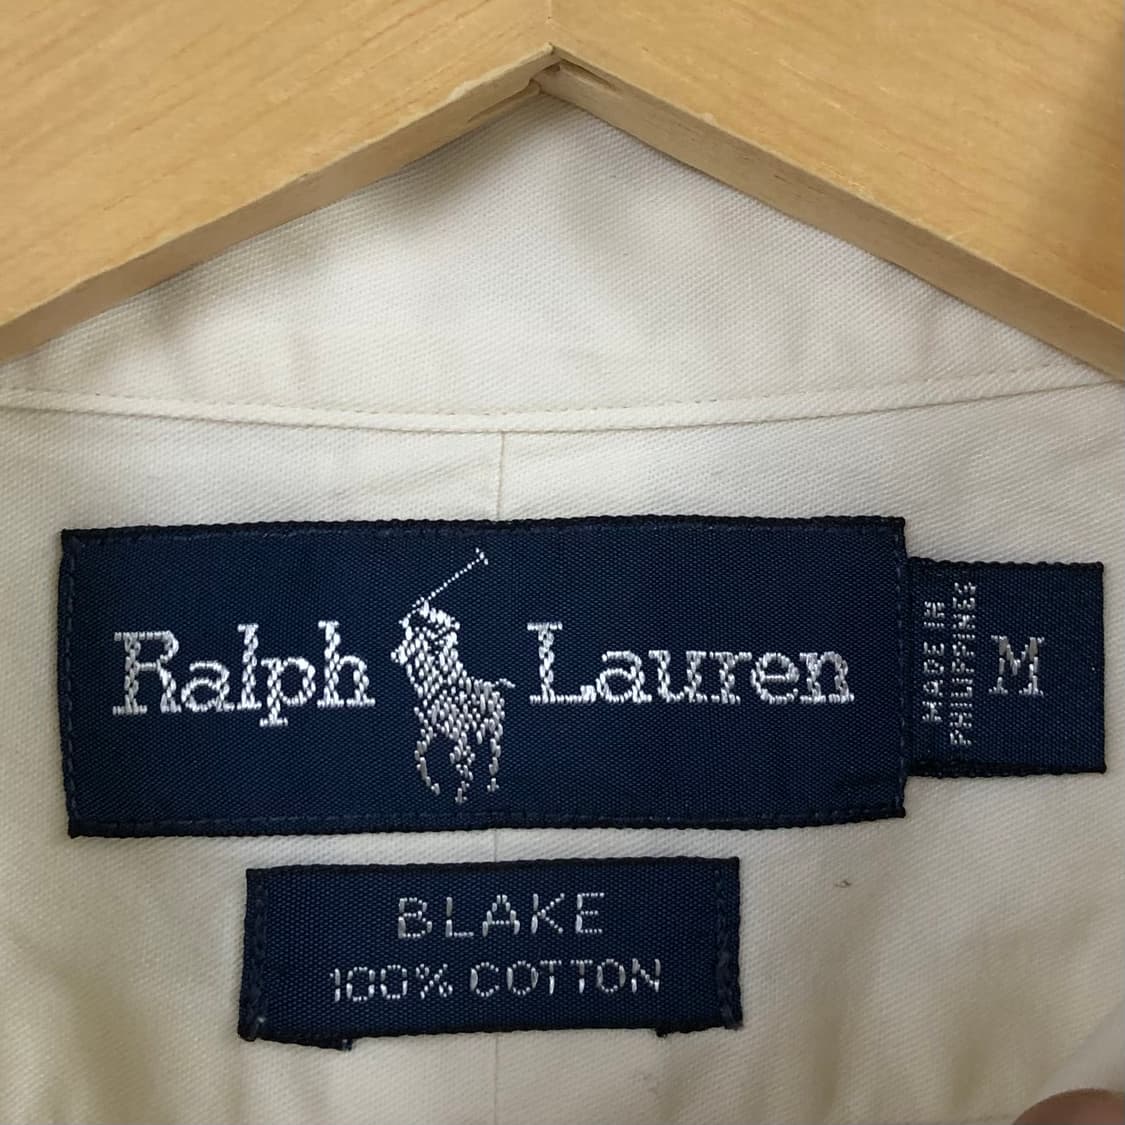 Ralph Lauren
MADE IN
PHILIPPINES
M
BLAKE
100% COTTON